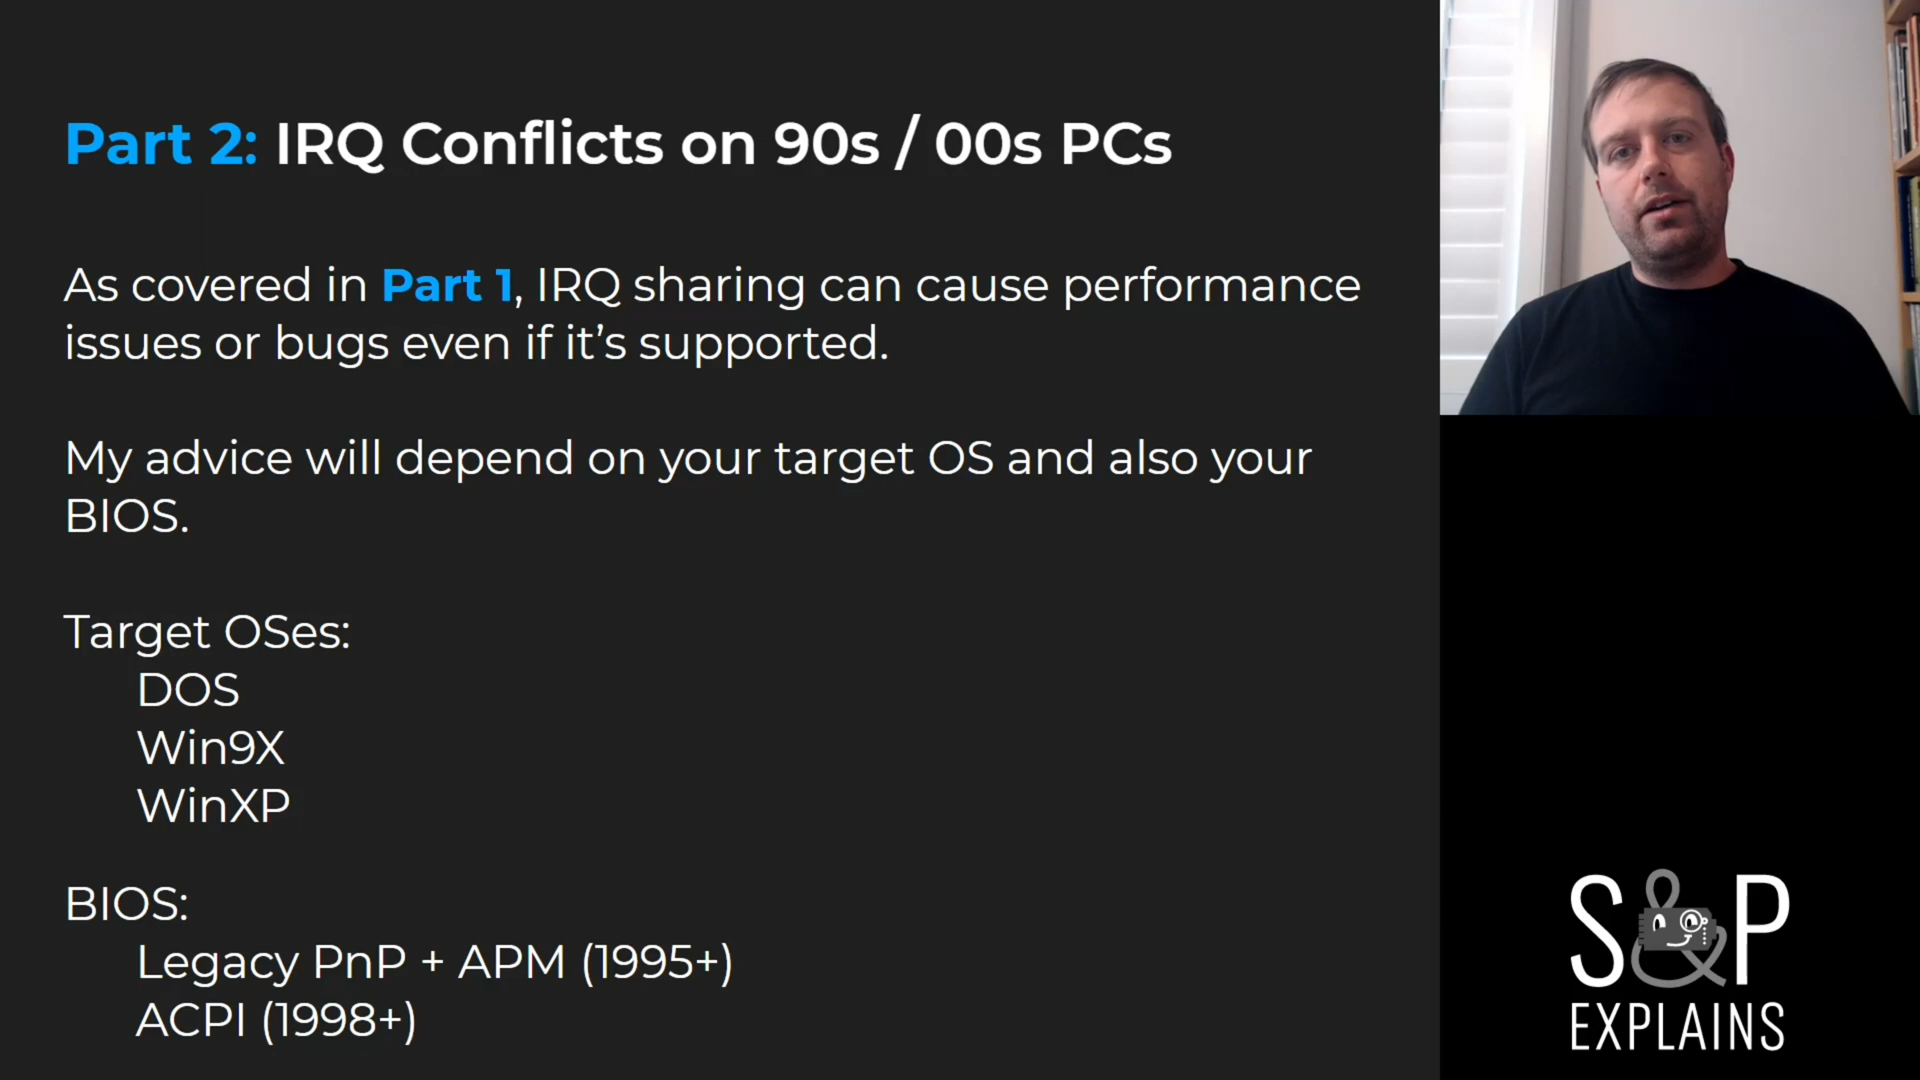 Part 2: IRQ Conflicts on 90s / 00s PCs
As covered in Part 1, IRQ sharing can cause performance
issues or bugs even if it’s supported.
My advice will depend on your target OS and also your
BIOS.
Target OSes:
DOS
Win9X
WinXP
BIOS:
Legacy PnP + APM (1995+)
ACPI (1998+)
S&P
EXPLAINS